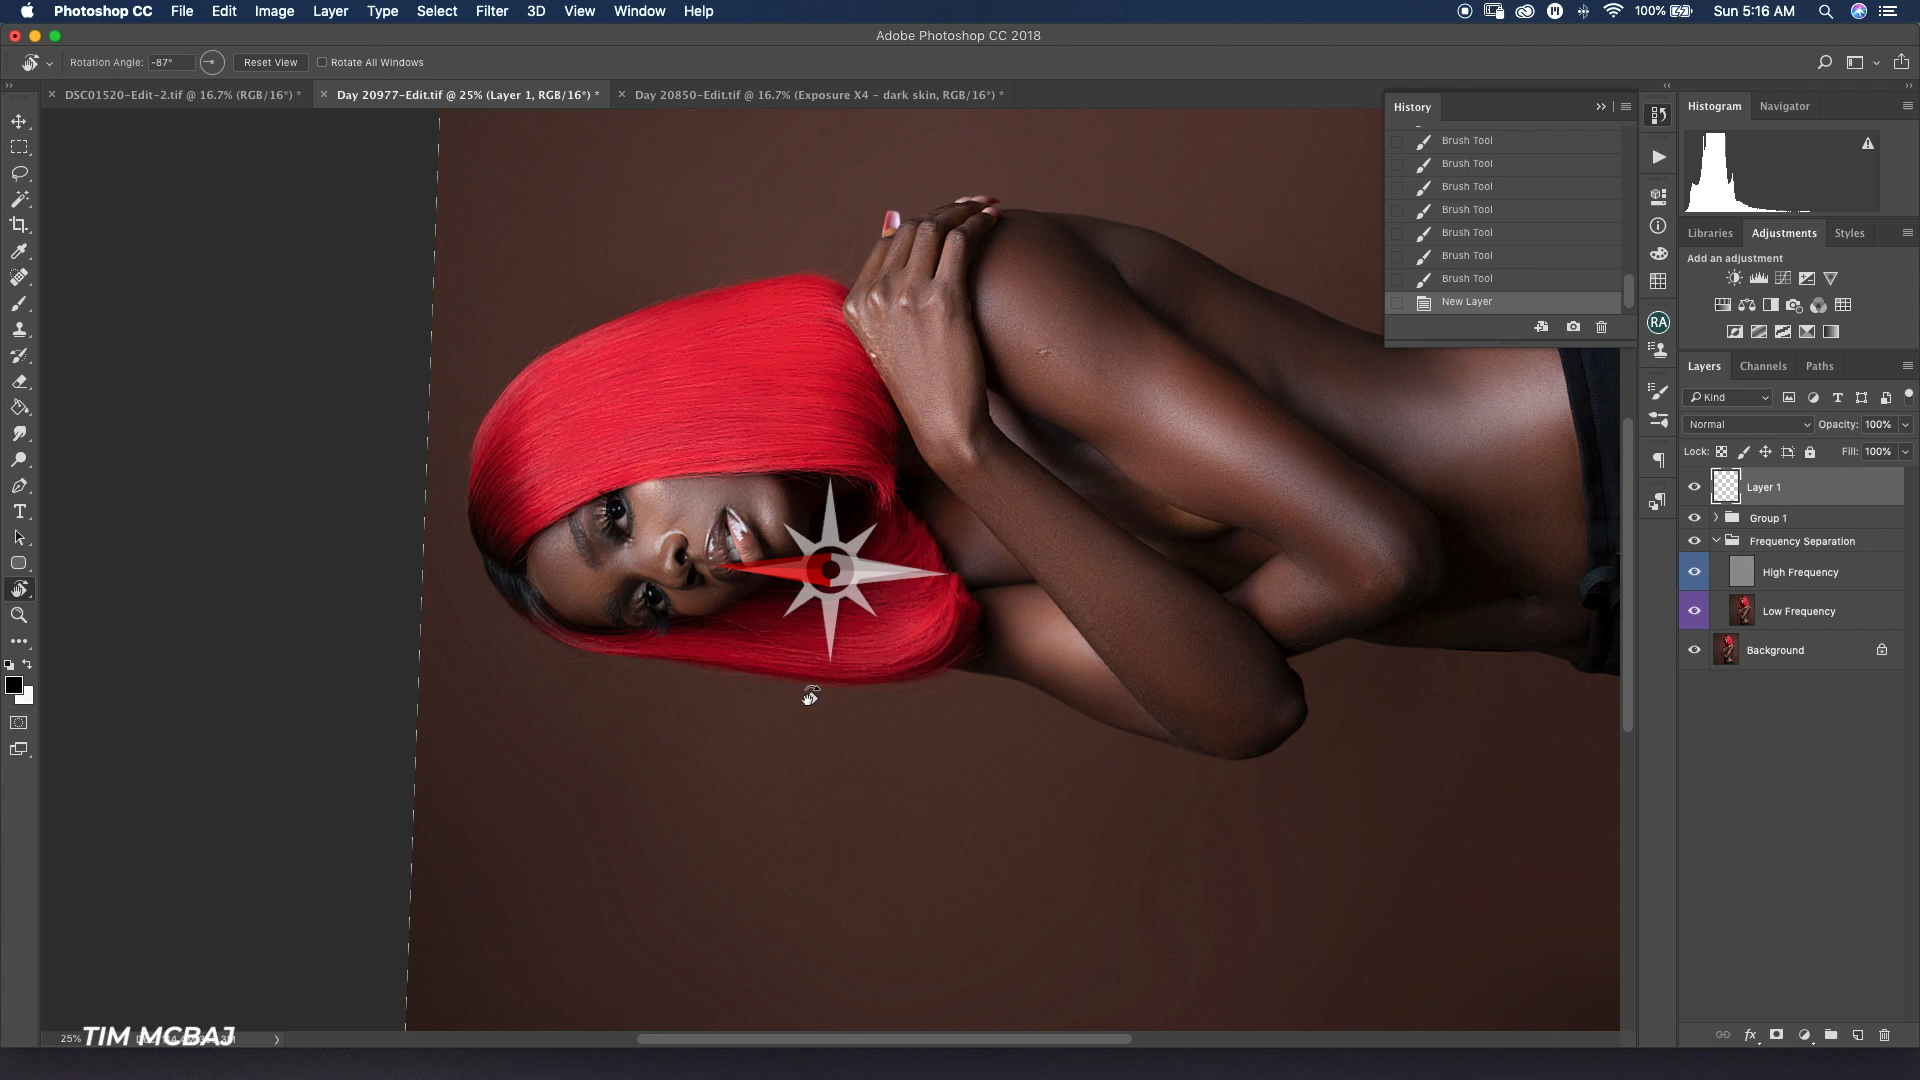 Photoshop CC File Edit Image Layer Type Select Filter 3D View Window Help 100% Sun 5:16 AM
Adobe Photoshop CC 2018
Rotation Angle: -87° Reset View Rotate All Windows
DSC01520-Edit-2.tif @ 16.7% (RGB/16*) * Day 20977-Edit.tif @ 25% (Layer 1, RGB/16*) * Day 20850-Edit.tif @ 16.7% (Exposure X4 - dark skin, RGB/16*) *
History
Brush Tool
Brush Tool
Brush Tool
Brush Tool
Brush Tool
Brush Tool
Brush Tool
New Layer
Histogram Navigator
Libraries Adjustments Styles
Add an adjustment
RA
Layers Channels Paths
Kind
Normal Opacity: 100%
Lock: Fill: 100%
Layer 1
Group 1
Frequency Separation
High Frequency
Low Frequency
Background
25%
TIM MCBAJ